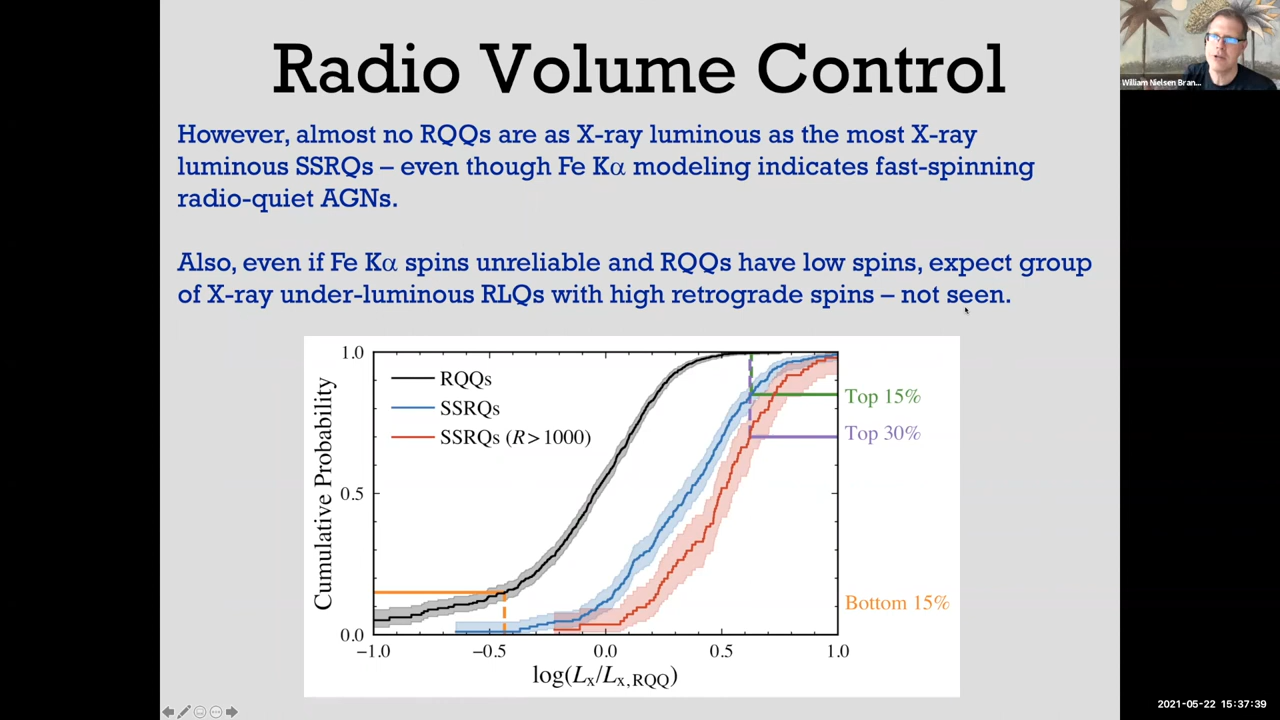 Radio Volume Control
William Nielsen Bran...
However, almost no RQQs are as X-ray luminous as the most X-ray
luminous SSRQs – even though Fe Kα modeling indicates fast-spinning
radio-quiet AGNs.
Also, even if Fe Kα spins unreliable and RQQs have low spins, expect group
of X-ray under-luminous RLQs with high retrograde spins – not seen.
Cumulative Probability
1.0
0.5
0.0
RQQs
SSRQs
SSRQs (R > 1000)
Top 15%
Top 30%
Bottom 15%
−1.0 −0.5 0.0 0.5 1.0
log(Lx/Lx,RQQ)
2021-05-22 15:37:39